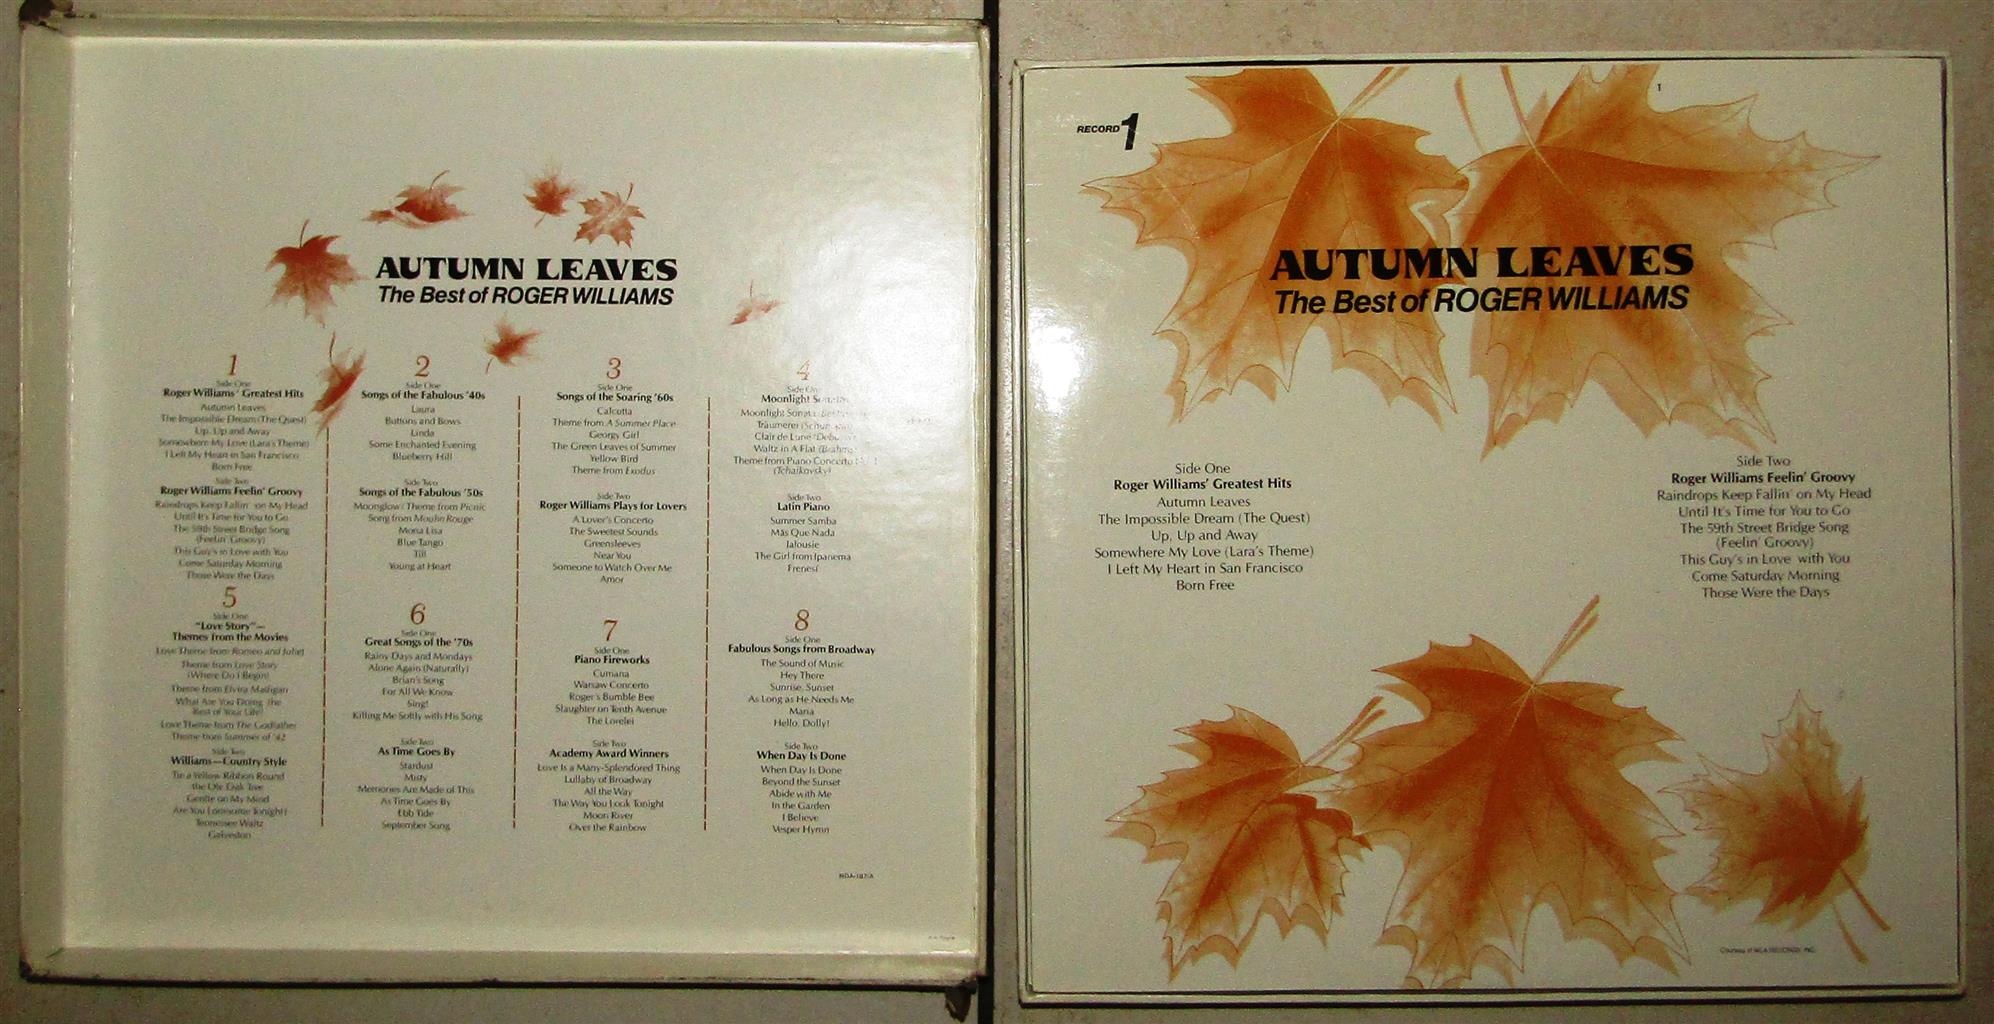 AUTUMN LEAVES
The Best of ROGER WILLIAMS
1
Side One
Roger Williams' Greatest Hits
Autumn Leaves
The Impossible Dream (The Quest)
Up, Up and Away
Somewhere My Love (Lara's Theme)
I Left My Heart in San Francisco
Born Free
Side Two
Roger Williams Feelin' Groovy
Raindrops Keep Fallin' on My Head
Until It's Time for You to Go
The 59th Street Bridge Song
(Feelin' Groovy)
This Guy's in Love with You
Come Saturday Morning
Those Were the Days
2
Side One
Songs of the Fabulous '40s
Laura
Buttons and Bows
Linda
Some Enchanted Evening
Blueberry Hill
Side Two
Songs of the Fabulous '50s
Moonglow/Theme from Picnic
Song from Moulin Rouge
Mona Lisa
Blue Tango
Till
Young at Heart
3
Side One
Songs of the Soaring '60s
Calcutta
Theme from A Summer Place
Georgy Girl
The Green Leaves of Summer
Yellow Bird
Theme from Exodus
Side Two
Roger Williams Plays for Lovers
A Lover's Concerto
The Sweetest Sounds
Greensleeves
Near You
Someone to Watch Over Me
Amor
4
Side One
Moonlight Sonata
Moonlight Sonata
Träumerei
Clair de Lune
Waltz in A Flat (Brahms)
Theme from Piano Concerto
(Tchaikovsky)
Side Two
Latin Piano
Summer Samba
Más Que Nada
Jalousie
The Girl from Ipanema
Frenesí
5
Side One
"Love Story"—
Themes from the Movies
Love Theme from Romeo and Juliet
Theme from Love Story
(Where Do I Begin)
Theme from Elvira Madigan
What Are You Doing the
Rest of Your Life?
Love Theme from The Godfather
Theme from Summer of '42
Side Two
Williams—Country Style
Tie a Yellow Ribbon Round
the Ole Oak Tree
Gentle on My Mind
Are You Lonesome Tonight?
Tennessee Waltz
Galveston
6
Side One
Great Songs of the '70s
Rainy Days and Mondays
Alone Again (Naturally)
Brian's Song
For All We Know
Sing!
Killing Me Softly with His Song
Side Two
As Time Goes By
Stardust
Misty
Memories Are Made of This
As Time Goes By
Ebb Tide
September Song
7
Side One
Piano Fireworks
Cumana
Warsaw Concerto
Roger's Bumble Bee
Slaughter on Tenth Avenue
The Lorelei
Side Two
Academy Award Winners
Love Is a Many-Splendored Thing
Lullaby of Broadway
All the Way
The Way You Look Tonight
Moon River
Over the Rainbow
8
Side One
Fabulous Songs from Broadway
The Sound of Music
Hey There
Sunrise, Sunset
As Long as He Needs Me
Maria
Hello, Dolly!
Side Two
When Day Is Done
When Day Is Done
Beyond the Sunset
Abide with Me
In the Garden
I Believe
Vesper Hymn
1
RECORD 1
AUTUMN LEAVES
The Best of ROGER WILLIAMS
Side One
Roger Williams' Greatest Hits
Autumn Leaves
The Impossible Dream (The Quest)
Up, Up and Away
Somewhere My Love (Lara's Theme)
I Left My Heart in San Francisco
Born Free
Side Two
Roger Williams Feelin' Groovy
Raindrops Keep Fallin' on My Head
Until It's Time for You to Go
The 59th Street Bridge Song
(Feelin' Groovy)
This Guy's in Love with You
Come Saturday Morning
Those Were the Days
Courtesy of MCA RECORDS, INC.